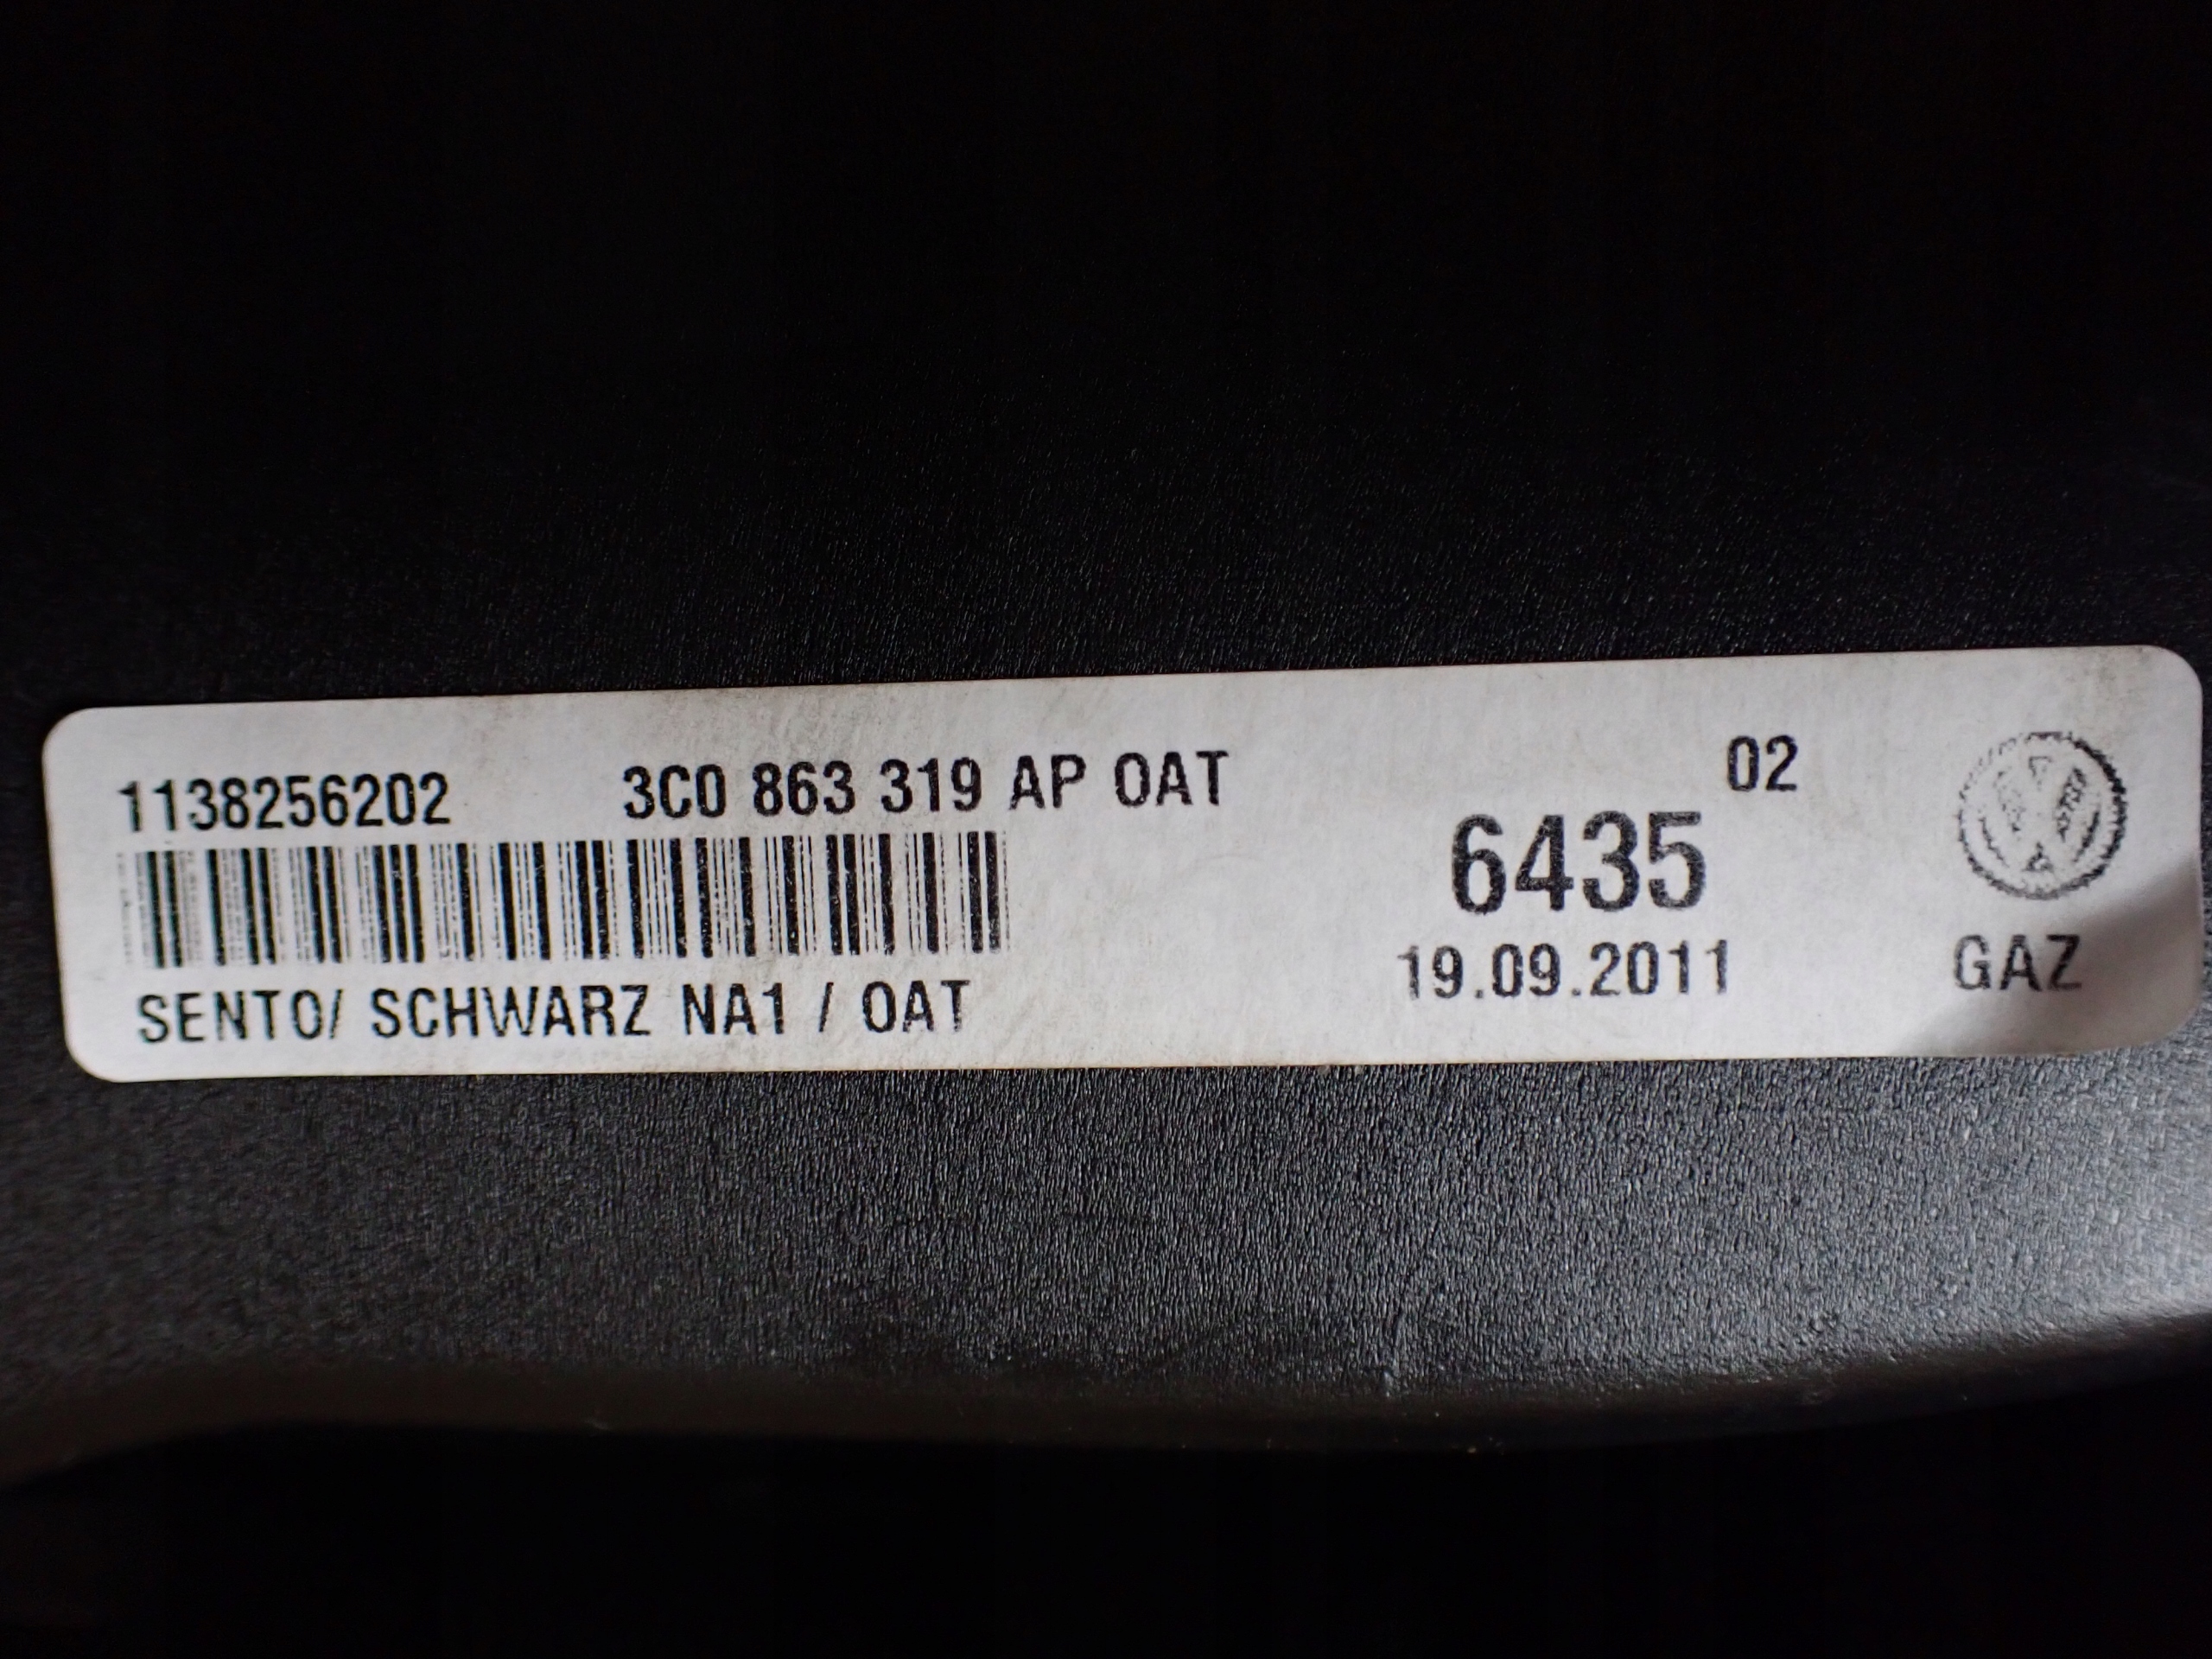 1138256202 3C0 863 319 AP OAT 02
6435
19.09.2011 GAZ
SENTO/ SCHWARZ NA1 / OAT